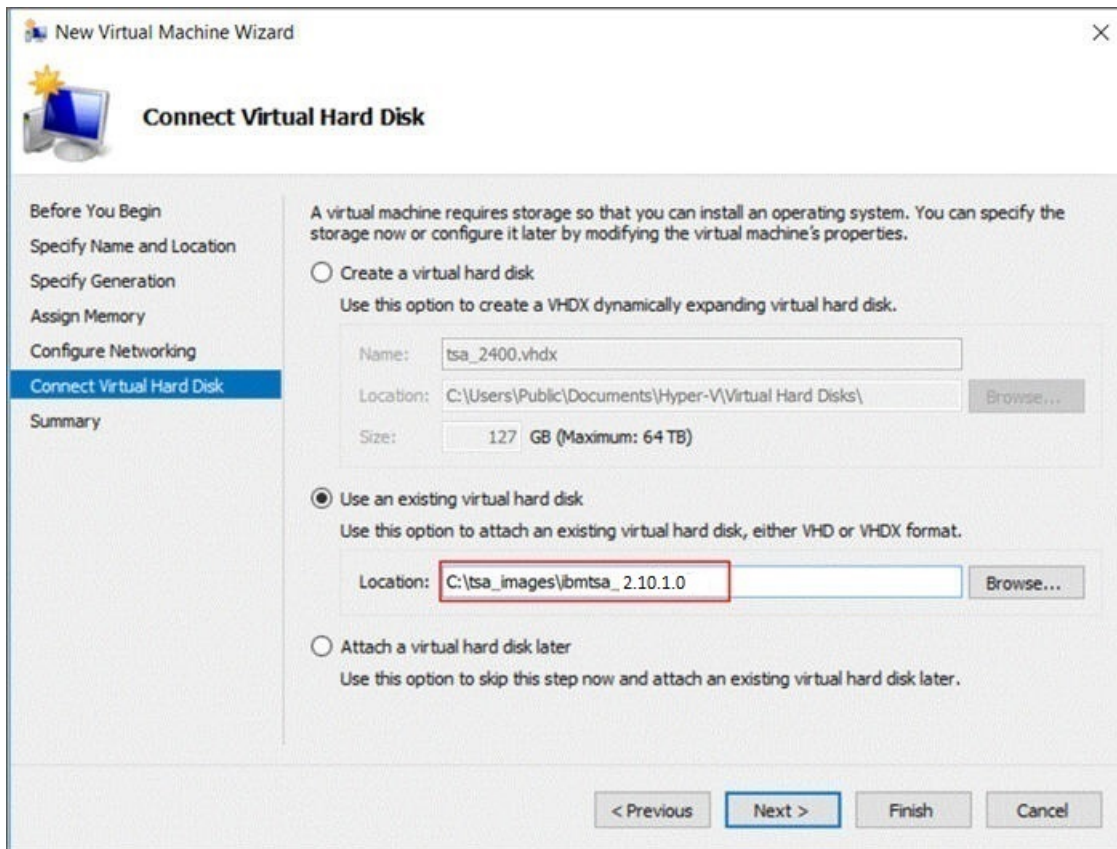 New Virtual Machine Wizard
Connect Virtual Hard Disk
Before You Begin
Specify Name and Location
Specify Generation
Assign Memory
Configure Networking
Connect Virtual Hard Disk
Summary
A virtual machine requires storage so that you can install an operating system. You can specify the
storage now or configure it later by modifying the virtual machine's properties.
Create a virtual hard disk
Use this option to create a VHDX dynamically expanding virtual hard disk.
Name: tsa_2400.vhdx
Location: C:\Users\Public\Documents\Hyper-V\Virtual Hard Disks\ Browse...
Size: 127 GB (Maximum: 64 TB)
Use an existing virtual hard disk
Use this option to attach an existing virtual hard disk, either VHD or VHDX format.
Location: C:\tsa_images\ibmtsa_ 2.10.1.0 Browse...
Attach a virtual hard disk later
Use this option to skip this step now and attach an existing virtual hard disk later.
< Previous Next > Finish Cancel